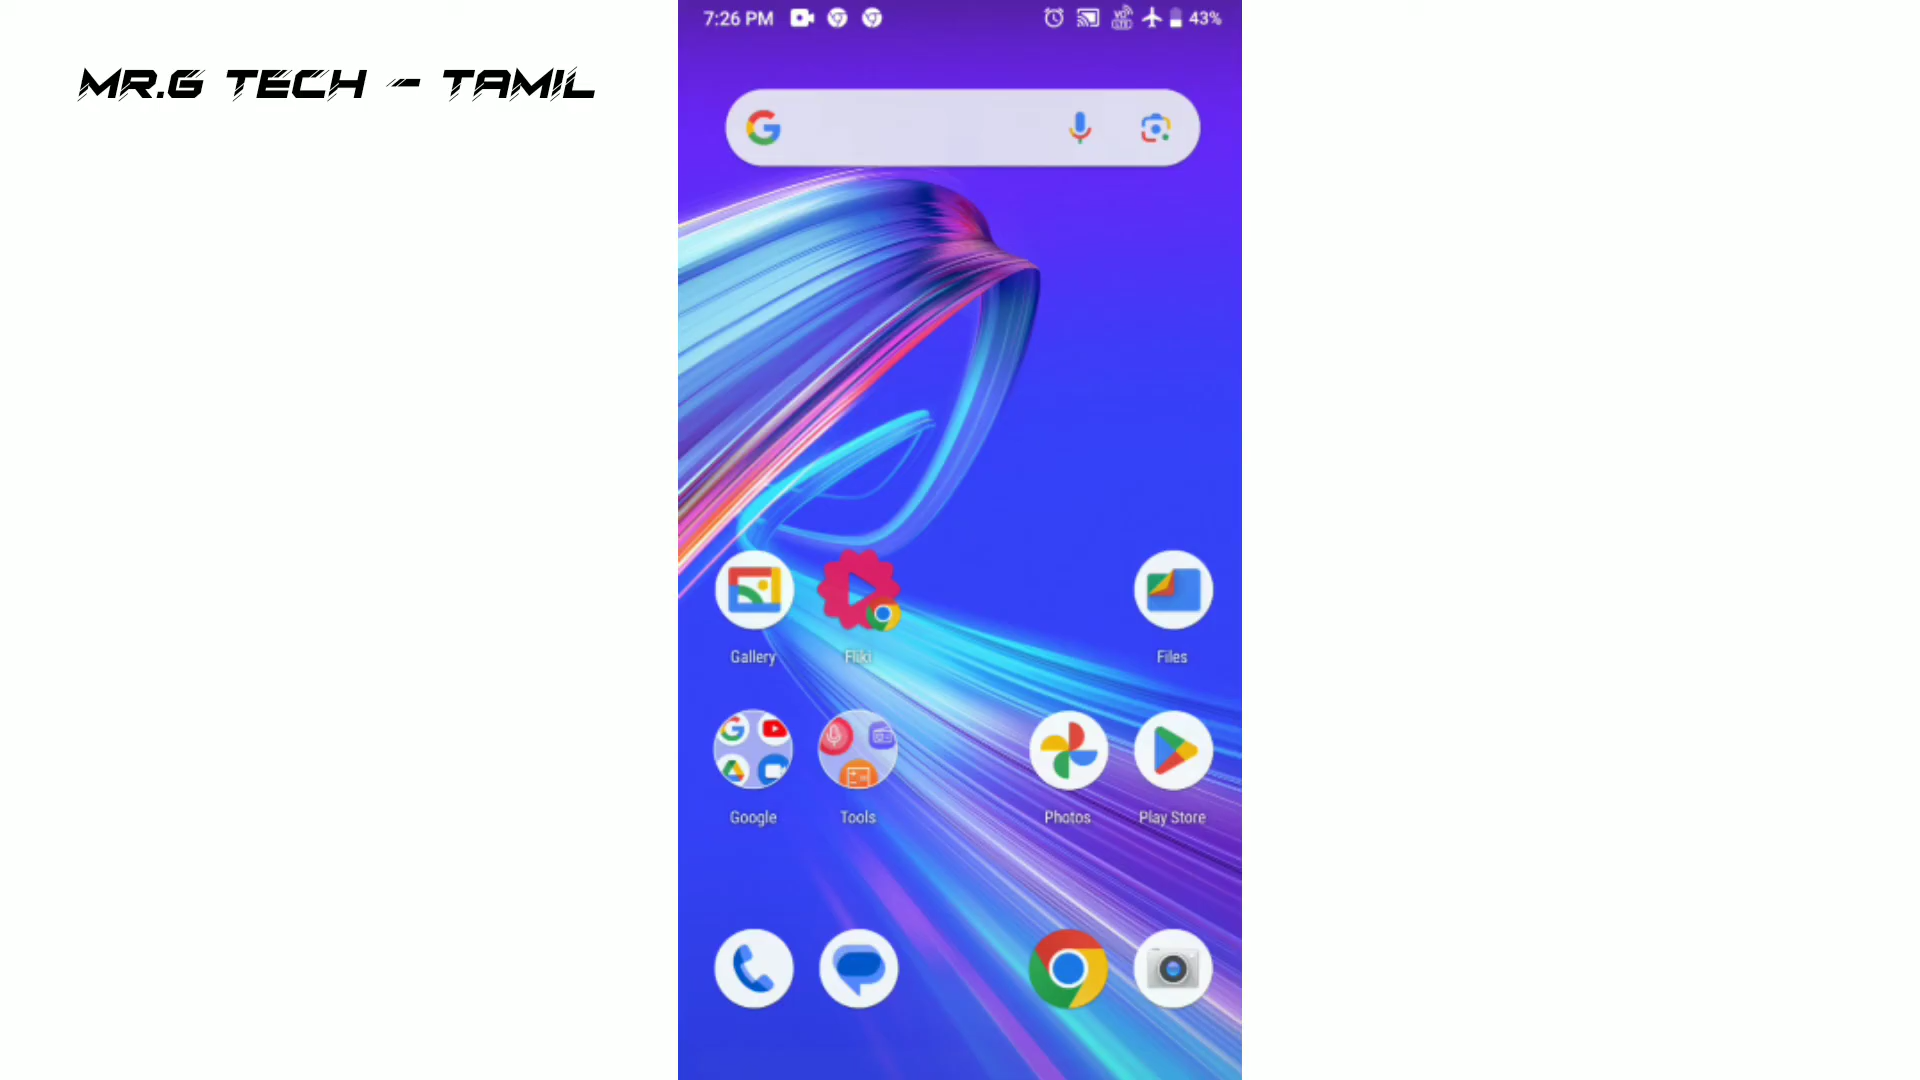 7:26 PM
43%
MR.G TECH - TAMIL
Gallery
Fliki
Files
Google
Tools
Photos
Play Store